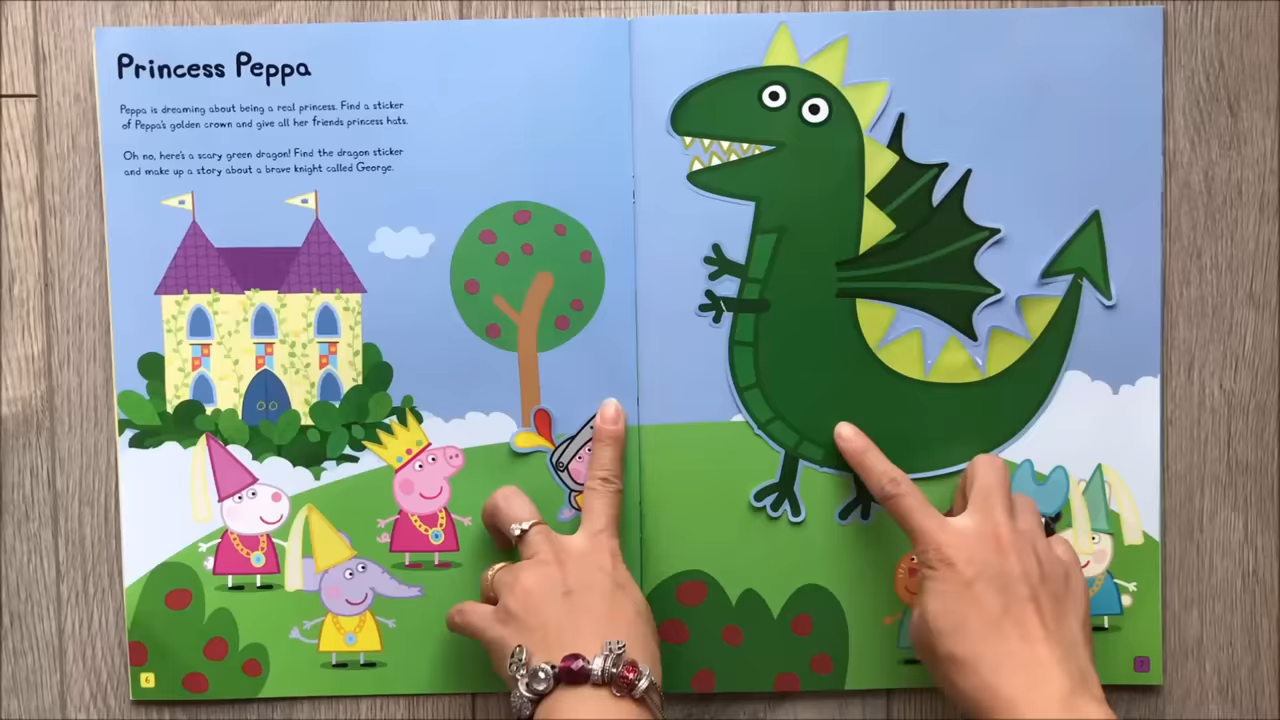 Princess Peppa
Peppa is dreaming about being a real princess. Find a sticker
of Peppa's golden crown and give all her friends princess hats.
Oh no, here's a scary green dragon! Find the dragon sticker
and make up a story about a brave knight called George.
6
7